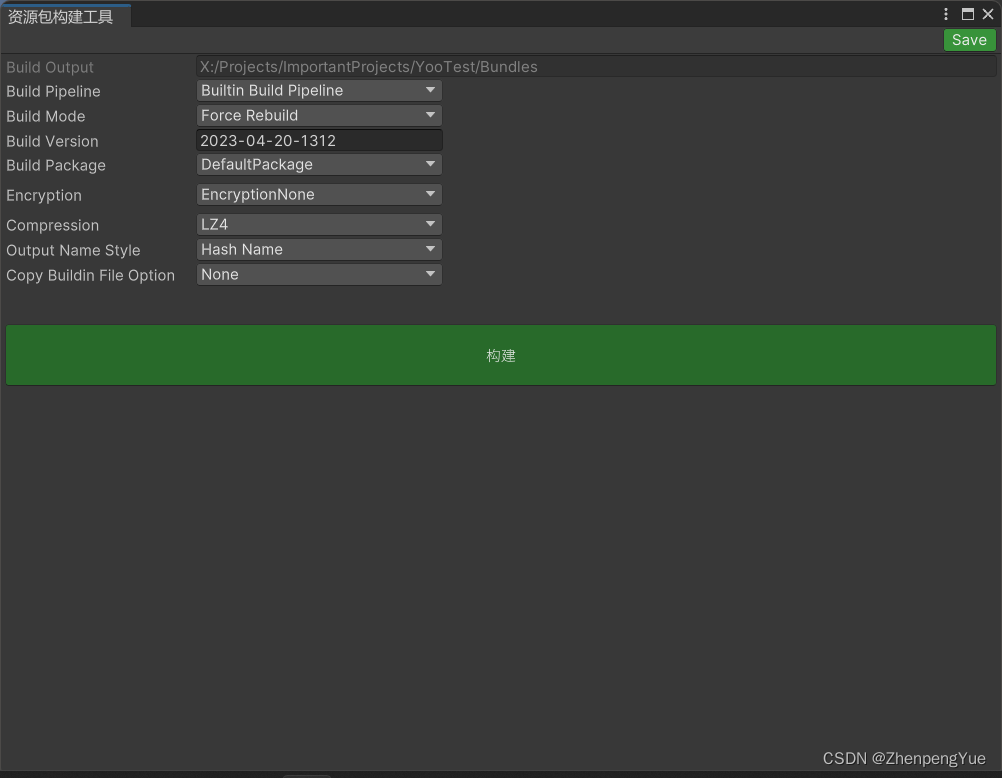 资源包构建工具
Save
Build Output X:/Projects/ImportantProjects/YooTest/Bundles
Build Pipeline Builtin Build Pipeline
Build Mode Force Rebuild
Build Version 2023-04-20-1312
Build Package DefaultPackage
Encryption EncryptionNone
Compression LZ4
Output Name Style Hash Name
Copy Buildin File Option None
构建
CSDN @ZhenpengYue